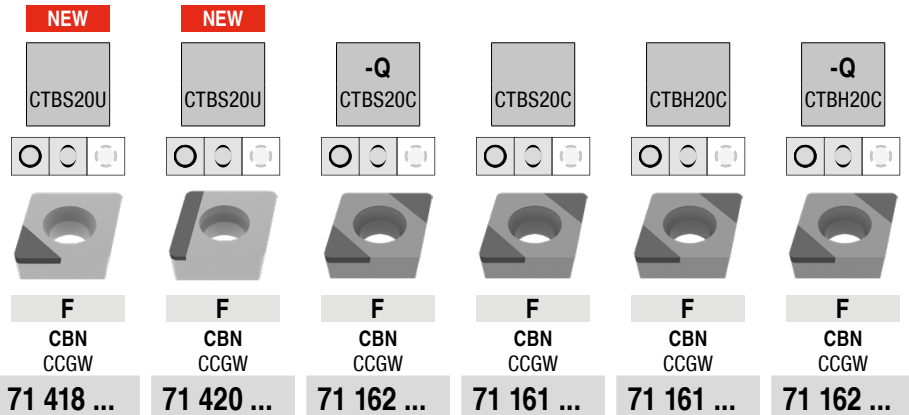 NEW NEW
-Q -Q
CTBS20U CTBS20U CTBS20C CTBS20C CTBH20C CTBH20C
F F F F F F
CBN CBN CBN CBN CBN CBN
CCGW CCGW CCGW CCGW CCGW CCGW
71 418 ... 71 420 ... 71 162 ... 71 161 ... 71 161 ... 71 162 ...